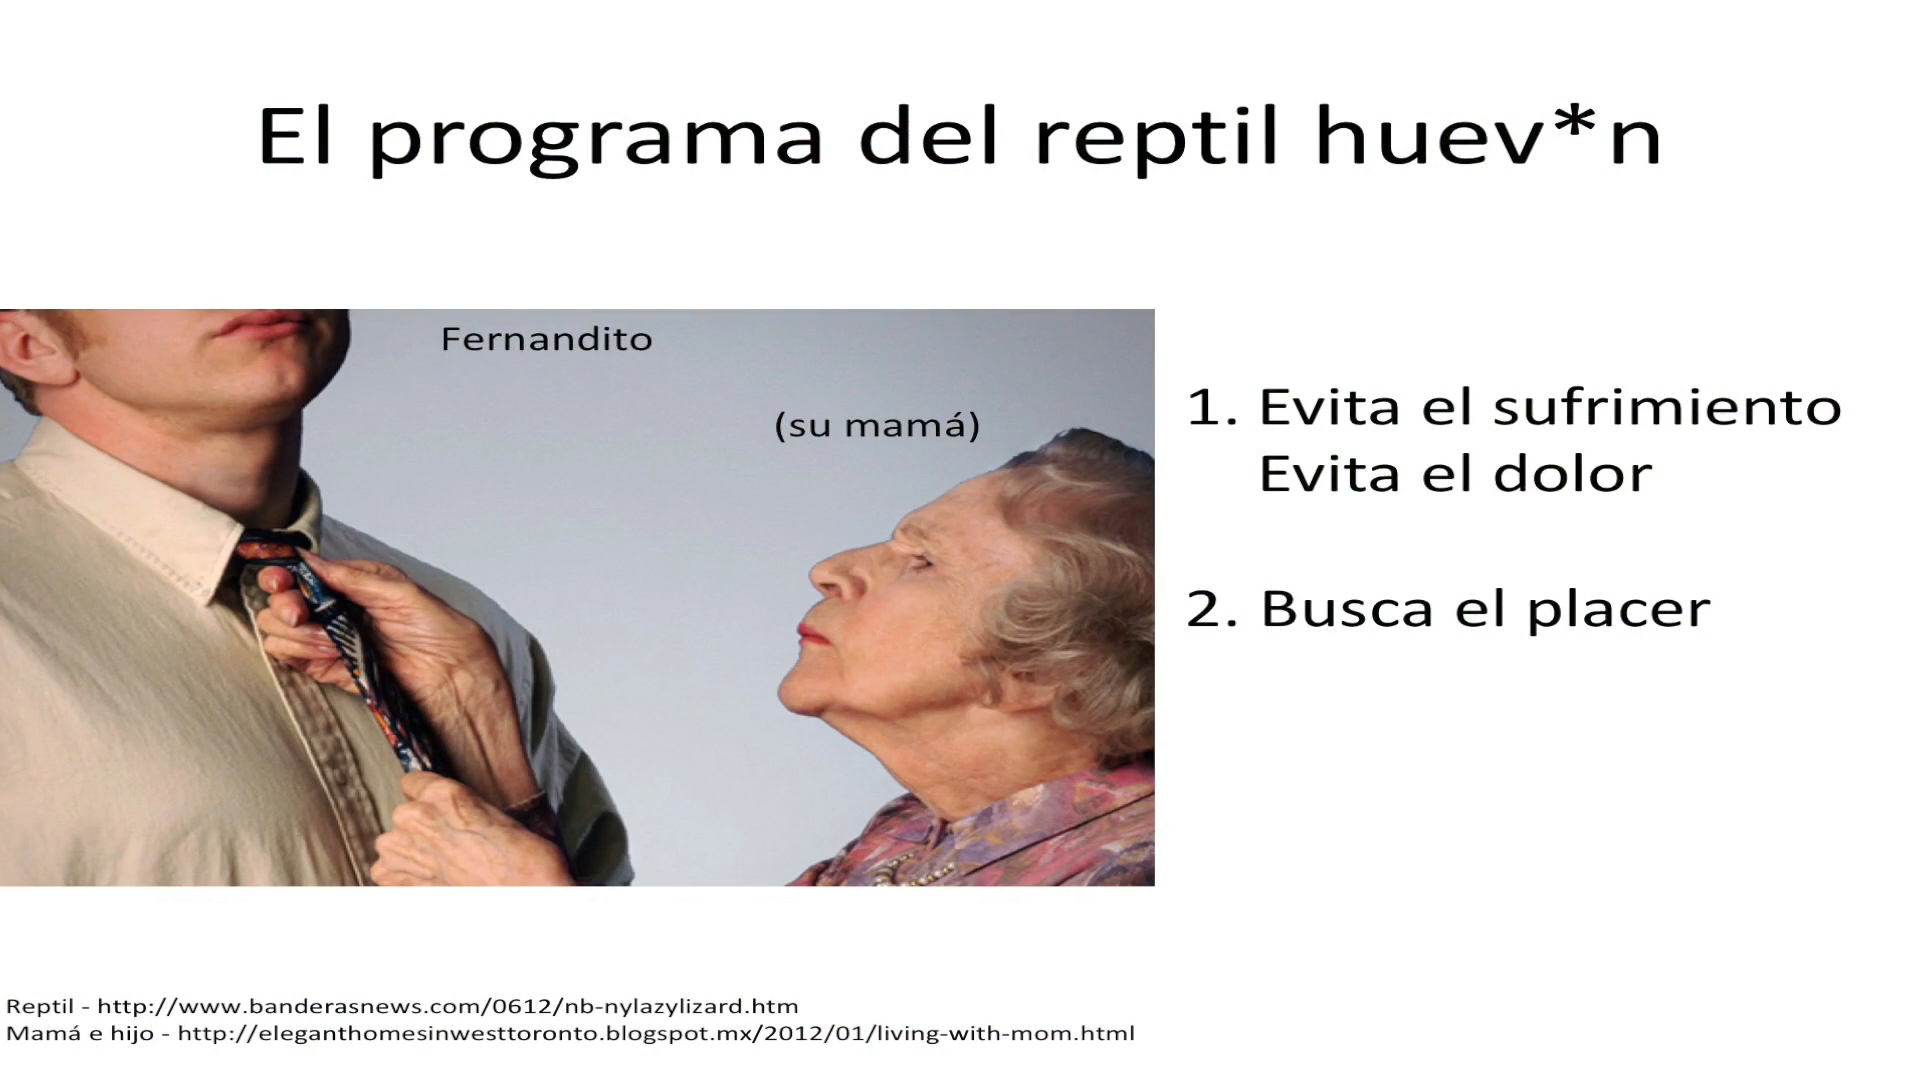 El programa del reptil huev*n
Fernandito
(su mamá)
1. Evita el sufrimiento
Evita el dolor
2. Busca el placer
Reptil - http://www.banderasnews.com/0612/nb-nylazylizard.htm
Mamá e hijo - http://eleganthomesinwesttoronto.blogspot.mx/2012/01/living-with-mom.html